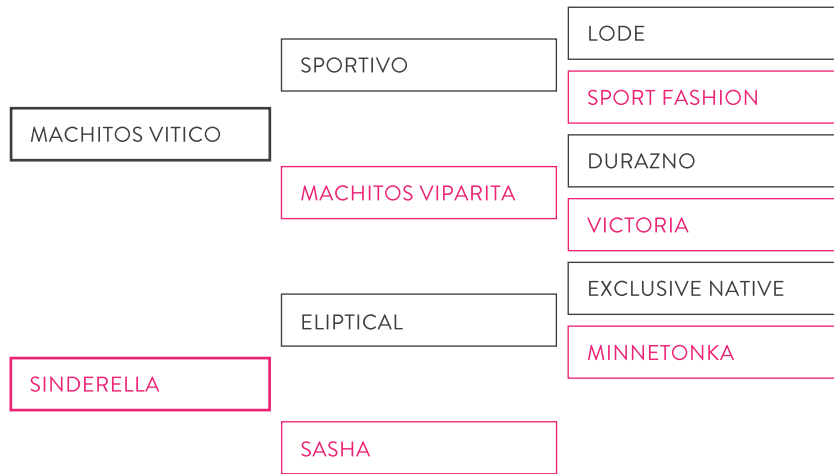 LODE
SPORTIVO
SPORT FASHION
MACHITOS VITICO
DURAZNO
MACHITOS VIPARITA
VICTORIA
EXCLUSIVE NATIVE
ELIPTICAL
MINNETONKA
SINDERELLA
SASHA